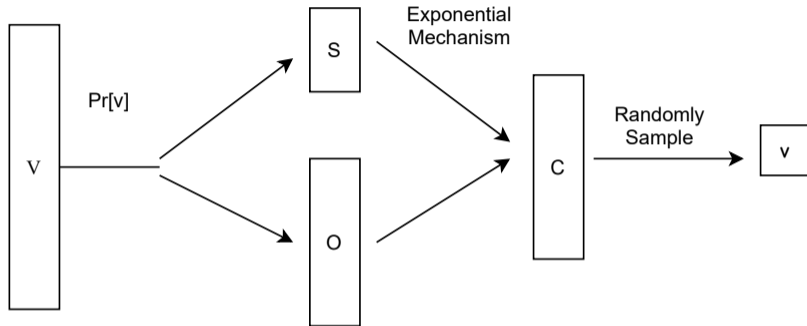 V
Pr[v]
S
O
Exponential
Mechanism
C
Randomly
Sample
v